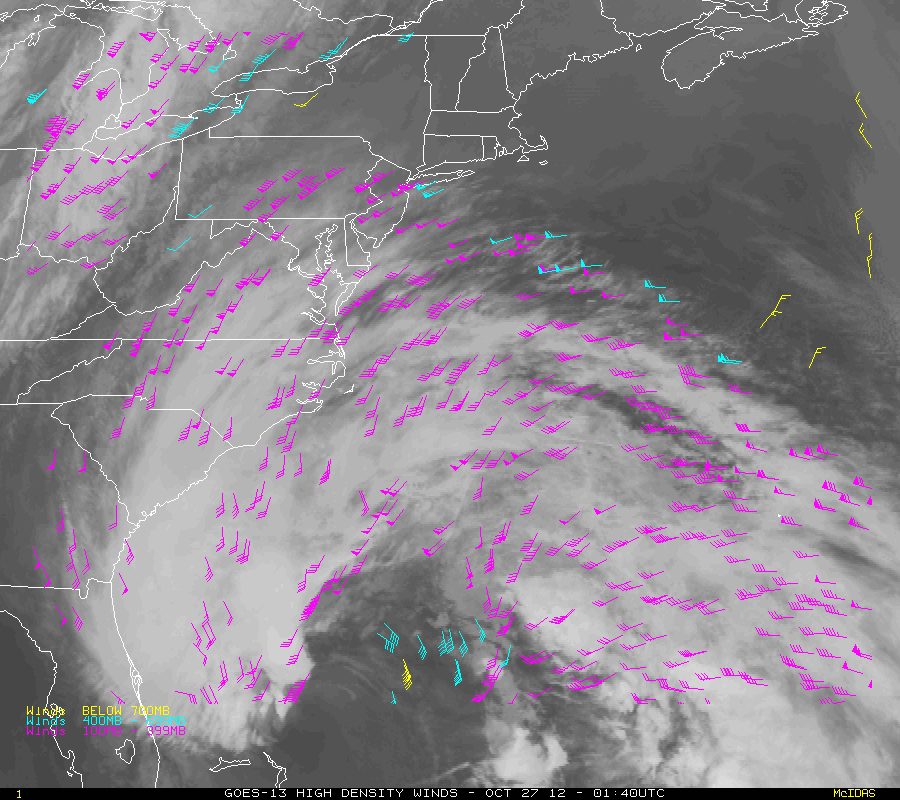 Winds BELOW 700MB
Winds 400MB - 699MB
Winds 100MB - 399MB
1 GOES-13 HIGH DENSITY WINDS - OCT 27 12 - 01:40UTC McIDAS